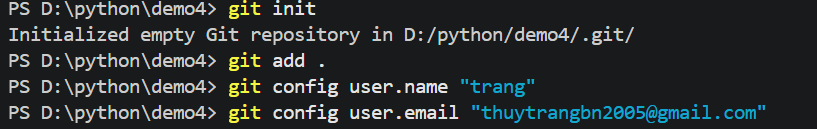 PS D:\python\demo4> git init
Initialized empty Git repository in D:/python/demo4/.git/
PS D:\python\demo4> git add .
PS D:\python\demo4> git config user.name "trang"
PS D:\python\demo4> git config user.email "thuytrangbn2005@gmail.com"